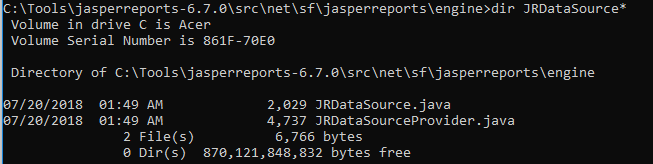 C:\Tools\jasperreports-6.7.0\src\net\sf\jasperreports\engine>dir JRDataSource*
 Volume in drive C is Acer
 Volume Serial Number is 861F-70E0

 Directory of C:\Tools\jasperreports-6.7.0\src\net\sf\jasperreports\engine

07/20/2018  01:49 AM             2,029 JRDataSource.java
07/20/2018  01:49 AM             4,737 JRDataSourceProvider.java
               2 File(s)          6,766 bytes
               0 Dir(s)  870,121,848,832 bytes free